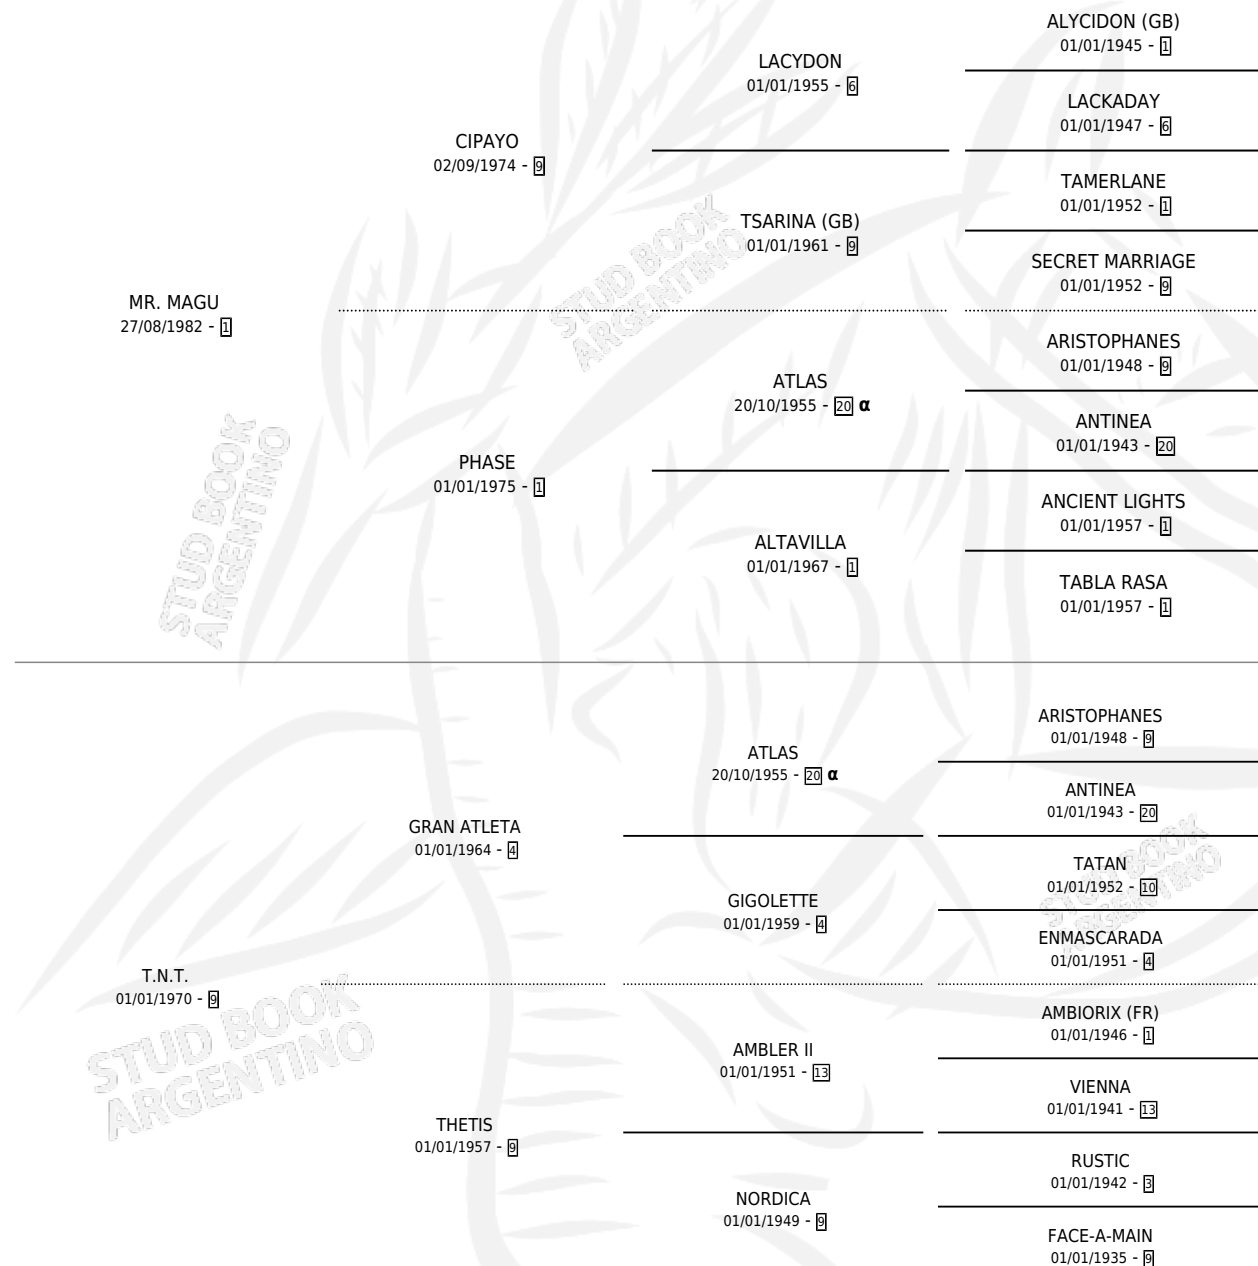 ALYCIDON (GB)
01/01/1945 - 1
LACYDON
01/01/1955 - 6
LACKADAY
01/01/1947 - 6
CIPAYO
02/09/1974 - 9
TAMERLANE
01/01/1952 - 1
TSARINA (GB)
01/01/1961 - 9
SECRET MARRIAGE
01/01/1952 - 9
STUD BOOK
ARGENTINO
MR. MAGU
27/08/1982 - 1
ARISTOPHANES
01/01/1948 - 9
ATLAS
20/10/1955 - 20 α
ANTINEA
01/01/1943 - 20
PHASE
01/01/1975 - 1
ANCIENT LIGHTS
01/01/1957 - 1
ALTAVILLA
01/01/1967 - 1
TABLA RASA
01/01/1957 - 1
STUD BOOK
ARGENTINO
ARISTOPHANES
01/01/1948 - 9
ATLAS
20/10/1955 - 20 α
ANTINEA
01/01/1943 - 20
GRAN ATLETA
01/01/1964 - 4
TATAN
01/01/1952 - 10
GIGOLETTE
01/01/1959 - 4
ENMASCARADA
01/01/1951 - 4
STUD BOOK
ARGENTINO
T.N.T.
01/01/1970 - 9
AMBIORIX (FR)
01/01/1946 - 1
AMBLER II
01/01/1951 - 13
VIENNA
01/01/1941 - 13
STUD BOOK
ARGENTINO
THETIS
01/01/1957 - 9
RUSTIC
01/01/1942 - 3
NORDICA
01/01/1949 - 9
FACE-A-MAIN
01/01/1935 - 9